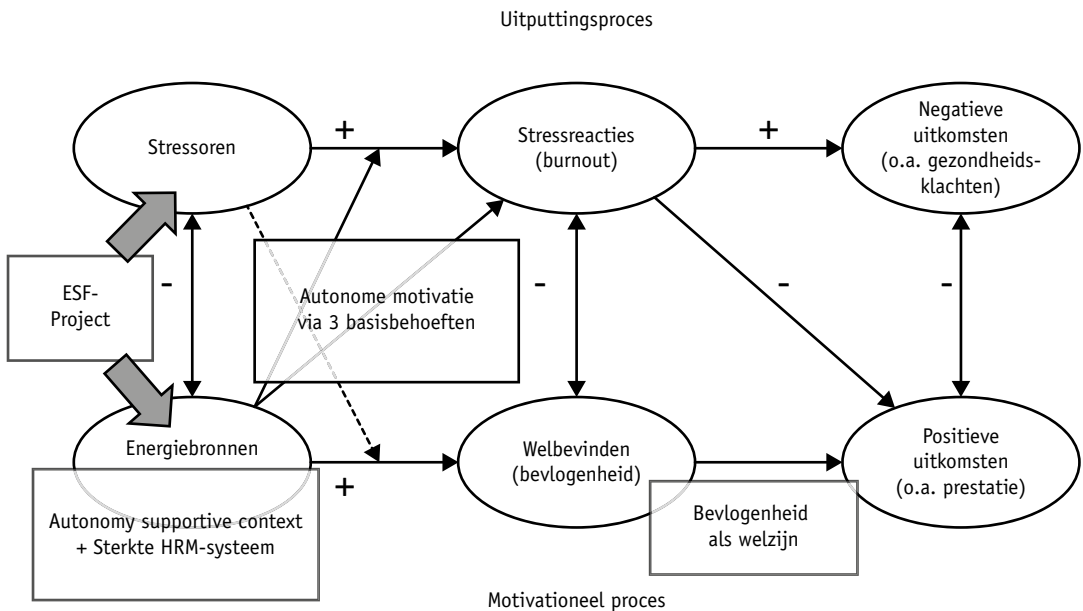 Uitputtingsproces
+
+
Stressoren
Stressreacties
(burnout)
Negatieve
uitkomsten
(o.a. gezondheids-
klachten)
ESF-
Project
-
Autonome motivatie
via 3 basisbehoeften
-
-
-
Energiebronnen
Welbevinden
(bevlogenheid)
Positieve
uitkomsten
(o.a. prestatie)
+
Autonomy supportive context
+ Sterkte HRM-systeem
Bevlogenheid
als welzijn
Motivationeel proces